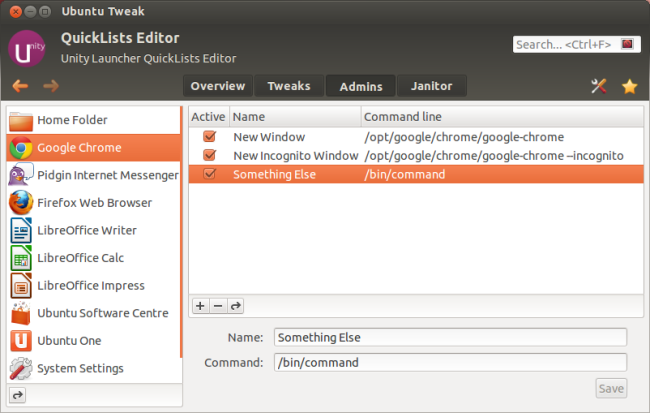 Ubuntu Tweak
Unity
QuickLists Editor
Unity Launcher QuickLists Editor
Search... <Ctrl+F>
Overview
Tweaks
Admins
Janitor
Home Folder
Google Chrome
Pidgin Internet Messenger
Firefox Web Browser
LibreOffice Writer
LibreOffice Calc
LibreOffice Impress
Ubuntu Software Centre
Ubuntu One
System Settings
Active Name Command line
New Window /opt/google/chrome/google-chrome
New Incognito Window /opt/google/chrome/google-chrome --incognito
Something Else /bin/command
Name: Something Else
Command: /bin/command
Save